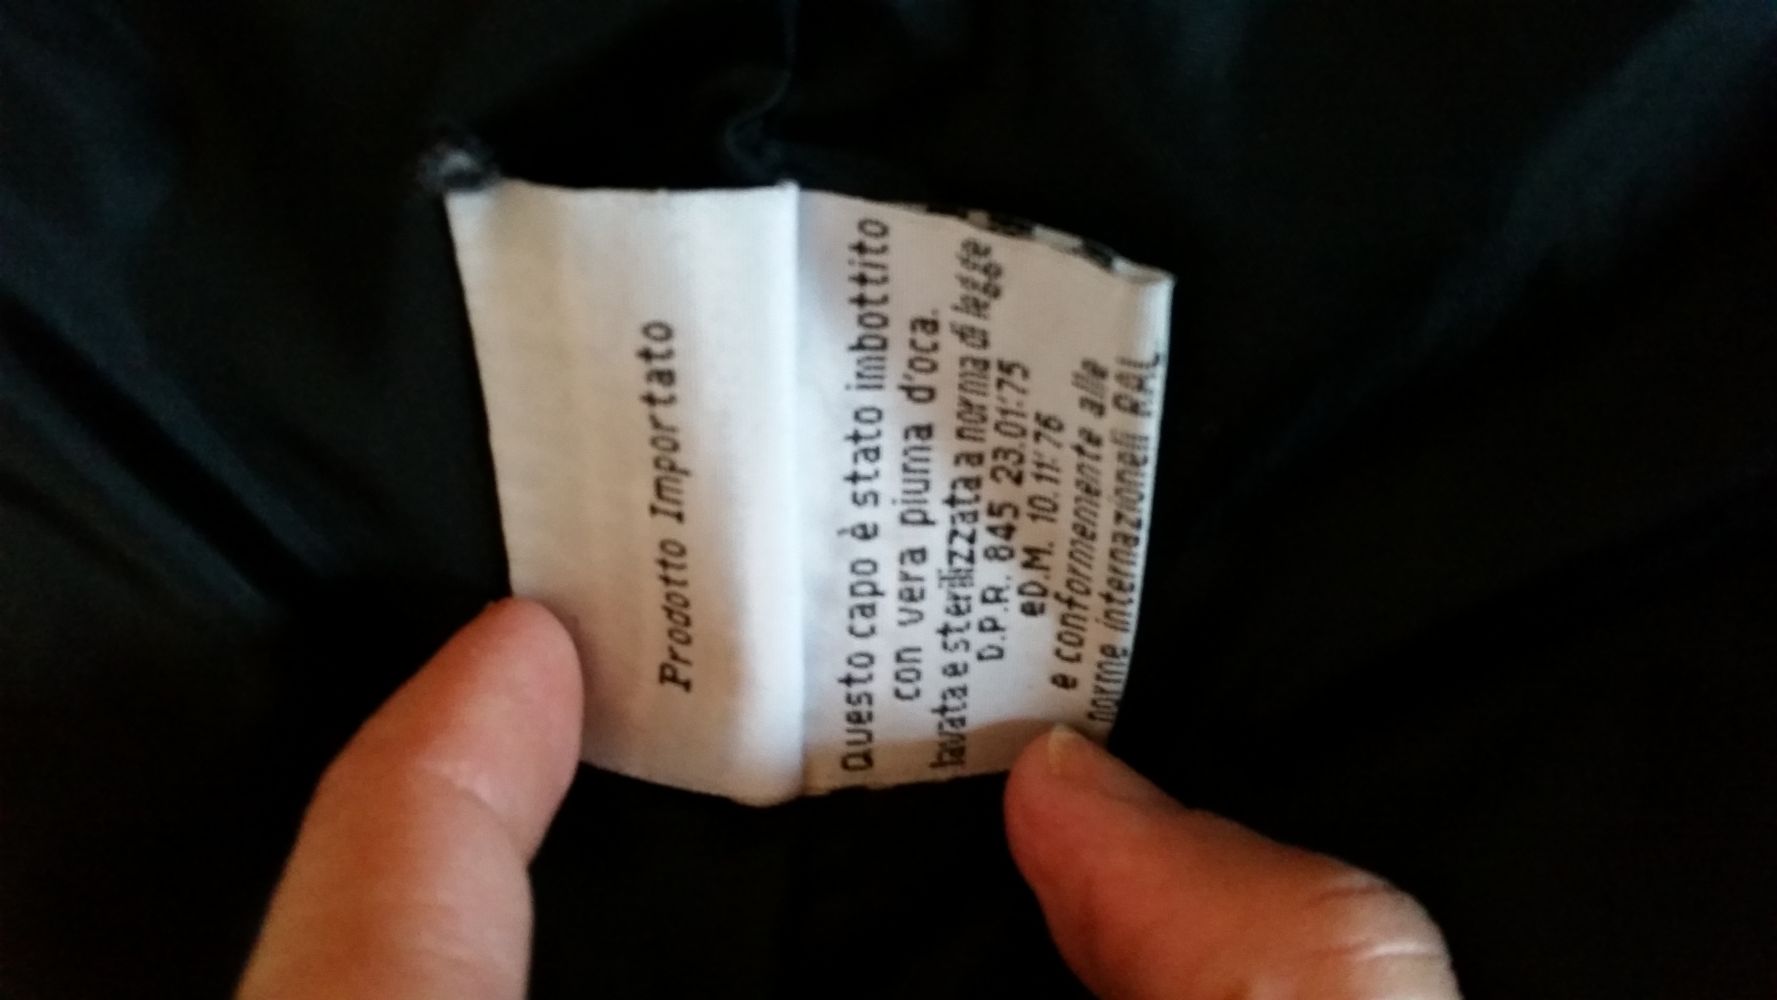 Prodotto Importato
Questo capo è stato imbottito
con vera piuma d'oca.
lavata e sterilizzata a norma di legge
D.P.R. 845 23.01.75
e D.M. 10.11.76
e conformemente alle
norme internazioneli RAL